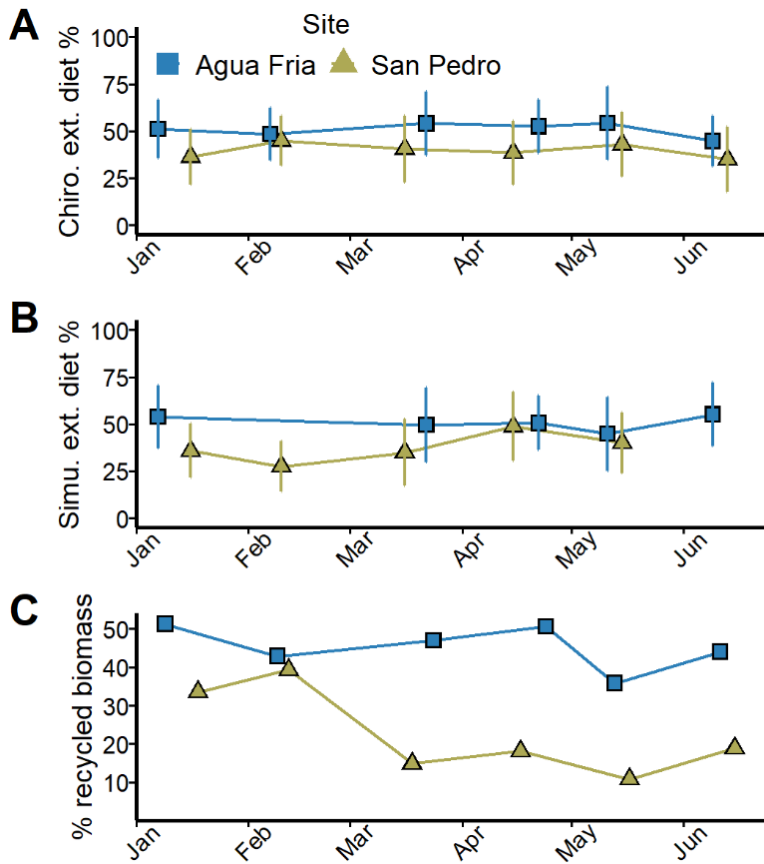 A
Site
Agua Fria
San Pedro
Chiro. ext. diet %
100
75
50
25
0
Jan
Feb
Mar
Apr
May
Jun
B
Simu. ext. diet %
100
75
50
25
0
Jan
Feb
Mar
Apr
May
Jun
C
% recycled biomass
50
40
30
20
10
Jan
Feb
Mar
Apr
May
Jun